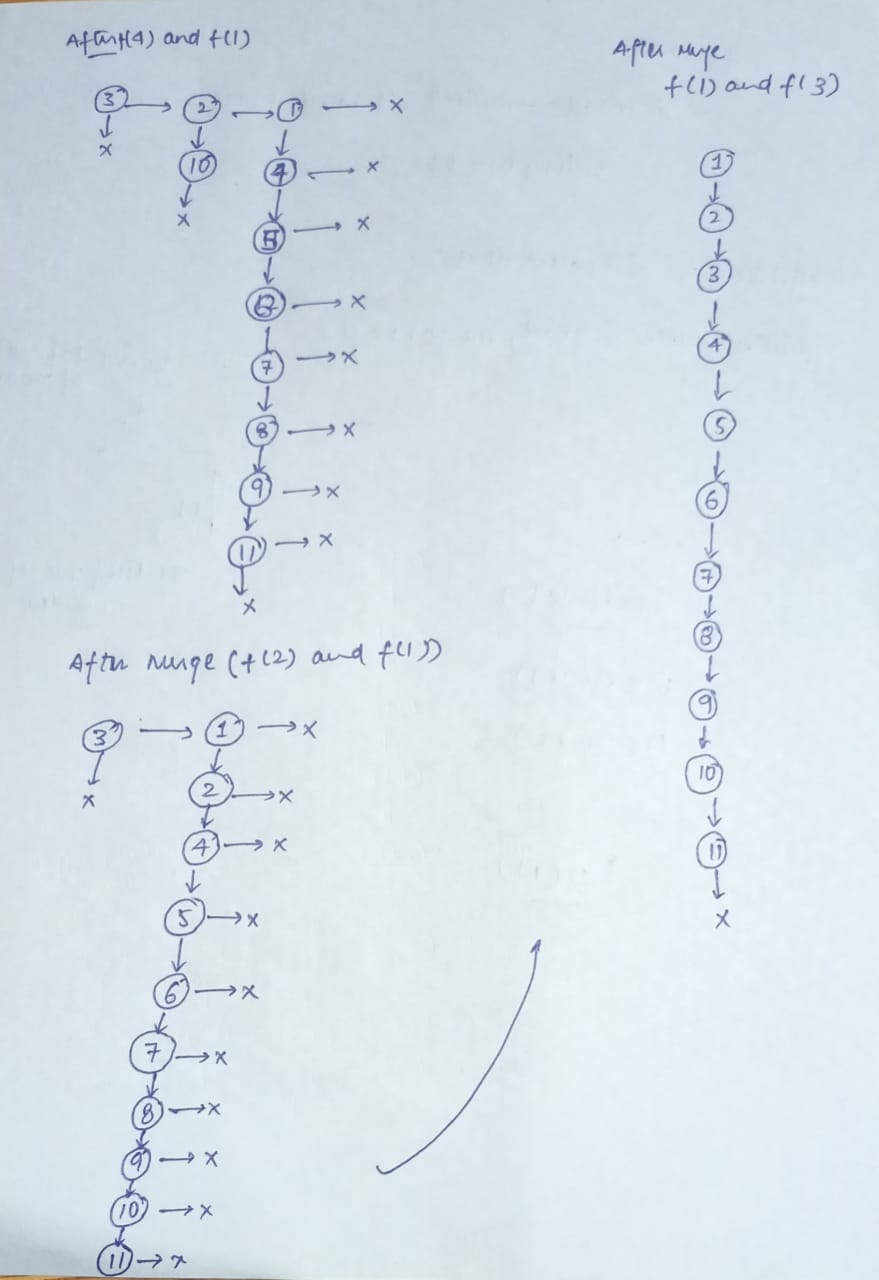 After f(4) and f(1)
3 → 2 → 1 → x
↓ ↓ ↓
x 10 4 → x
↓ ↓
x 5 → x
↓
→ x
↓
7 → x
↓
8 → x
↓
9 → x
↓
11 → x
↓
x
After merge (f(2) and f(1))
3 → 1 → x
↓ ↓
x 2 → x
↓
4 → x
↓
5 → x
↓
6 → x
↓
7 → x
↓
8 → x
↓
9 → x
↓
10 → x
↓
11 → x
After merge
f(1) and f(3)
1
↓
2
↓
3
↓
4
↓
5
↓
6
↓
7
↓
8
↓
9
↓
10
↓
11
↓
x